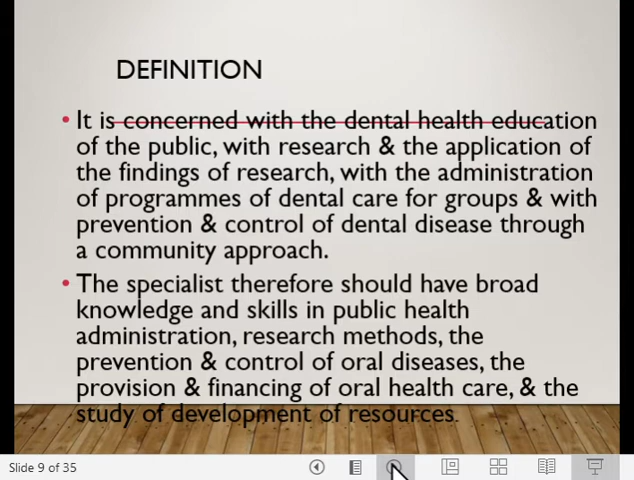 DEFINITION
• It is concerned with the dental health education
of the public, with research & the application of
the findings of research, with the administration
of programmes of dental care for groups & with
prevention & control of dental disease through
a community approach.
• The specialist therefore should have broad
knowledge and skills in public health
administration, research methods, the
prevention & control of oral diseases, the
provision & financing of oral health care, & the
study of development of resources.
Slide 9 of 35